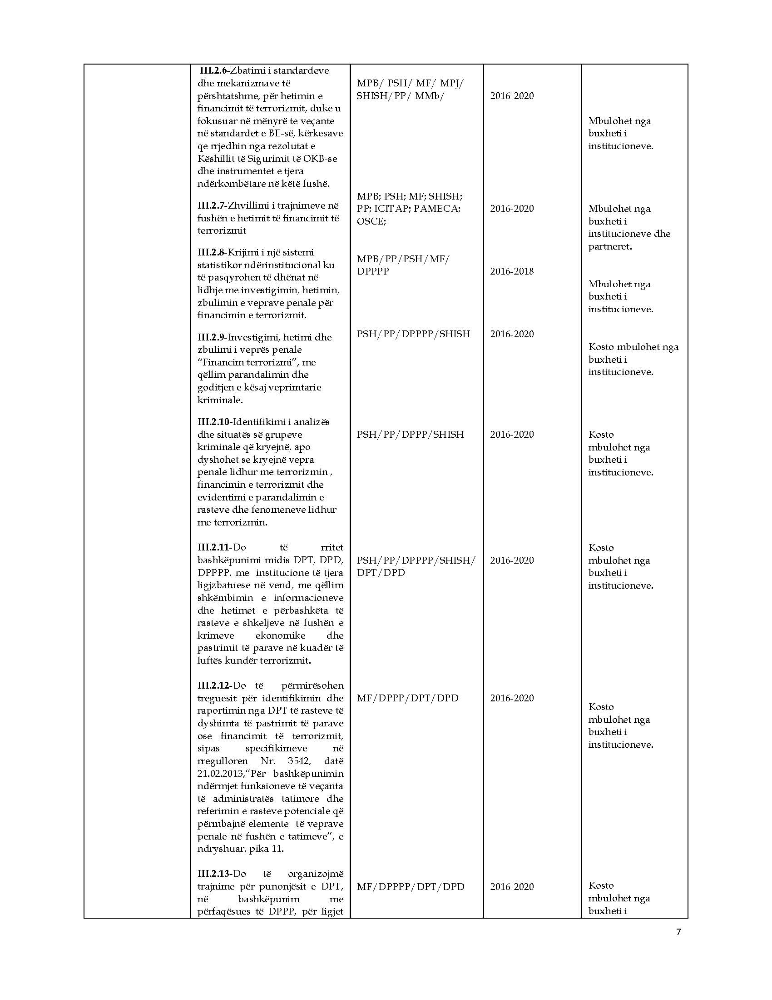 III.2.6-Zbatimi i standardeve
dhe mekanizmave të
përshtatshme, për hetimin e
financimit të terrorizmit, duke u
fokusuar në mënyrë te veçante
në standardet e BE-së, kërkesave
qe rrjedhin nga rezolutat e
Këshillit të Sigurimit të OKB-se
dhe instrumentet e tjera
ndërkombëtare në këtë fushë.
MPB/ PSH/ MF/ MPJ/
SHISH/PP/ MMb/
2016-2020
Mbulohet nga
buxheti i
institucioneve.
III.2.7-Zhvillimi i trajnimeve në
fushën e hetimit të financimit të
terrorizmit
MPB; PSH; MF; SHISH;
PP; ICITAP; PAMECA;
OSCE;
2016-2020
Mbulohet nga
buxheti i
institucioneve dhe
partneret.
III.2.8-Krijimi i një sistemi
statistikor ndërinstitucional ku
të pasqyrohen të dhënat në
lidhje me investigimin, hetimin,
zbulimin e veprave penale për
financimin e terrorizmit.
MPB/PP/PSH/MF/
DPPPP
2016-2018
Mbulohet nga
buxheti i
institucioneve.
III.2.9-Investigimi, hetimi dhe
zbulimi i veprës penale
“Financim terrorizmi”, me
qëllim parandalimin dhe
goditjen e kësaj veprimtarie
kriminale.
PSH/PP/DPPPP/SHISH
2016-2020
Kosto mbulohet nga
buxheti i
institucioneve.
III.2.10-Identifikimi i analizës
dhe situatës së grupeve
kriminale që kryejnë, apo
dyshohet se kryejnë vepra
penale lidhur me terrorizmin ,
financimin e terrorizmit dhe
evidentimi e parandalimin e
rasteve dhe fenomeneve lidhur
me terrorizmin.
PSH/PP/DPPP/SHISH
2016-2020
Kosto
mbulohet nga
buxheti i
institucioneve.
III.2.11-Do të rritet
bashkëpunimi midis DPT, DPD,
DPPPP, me institucione të tjera
ligjzbatuese në vend, me qëllim
shkëmbimin e informacioneve
dhe hetimet e përbashkëta të
rasteve e shkeljeve në fushën e
krimeve ekonomike dhe
pastrimit të parave në kuadër të
luftës kundër terrorizmit.
PSH/PP/DPPPP/SHISH/
DPT/DPD
2016-2020
Kosto
mbulohet nga
buxheti i
institucioneve.
III.2.12-Do të përmirësohen
treguesit për identifikimin dhe
raportimin nga DPT të rasteve të
dyshimta të pastrimit të parave
ose financimit të terrorizmit,
sipas specifikimeve në
rregulloren Nr. 3542, datë
21.02.2013,“Për bashkëpunimin
ndërmjet funksioneve të veçanta
të administratës tatimore dhe
referimin e rasteve potenciale që
përmbajnë elemente të veprave
penale në fushën e tatimeve”, e
ndryshuar, pika 11.
MF/DPPP/DPT/DPD
2016-2020
Kosto
mbulohet nga
buxheti i
institucioneve.
III.2.13-Do të organizojmë
trajnime për punonjësit e DPT,
në bashkëpunim me
përfaqësues të DPPP, për ligjet
MF/DPPPP/DPT/DPD
2016-2020
Kosto
mbulohet nga
buxheti i
7